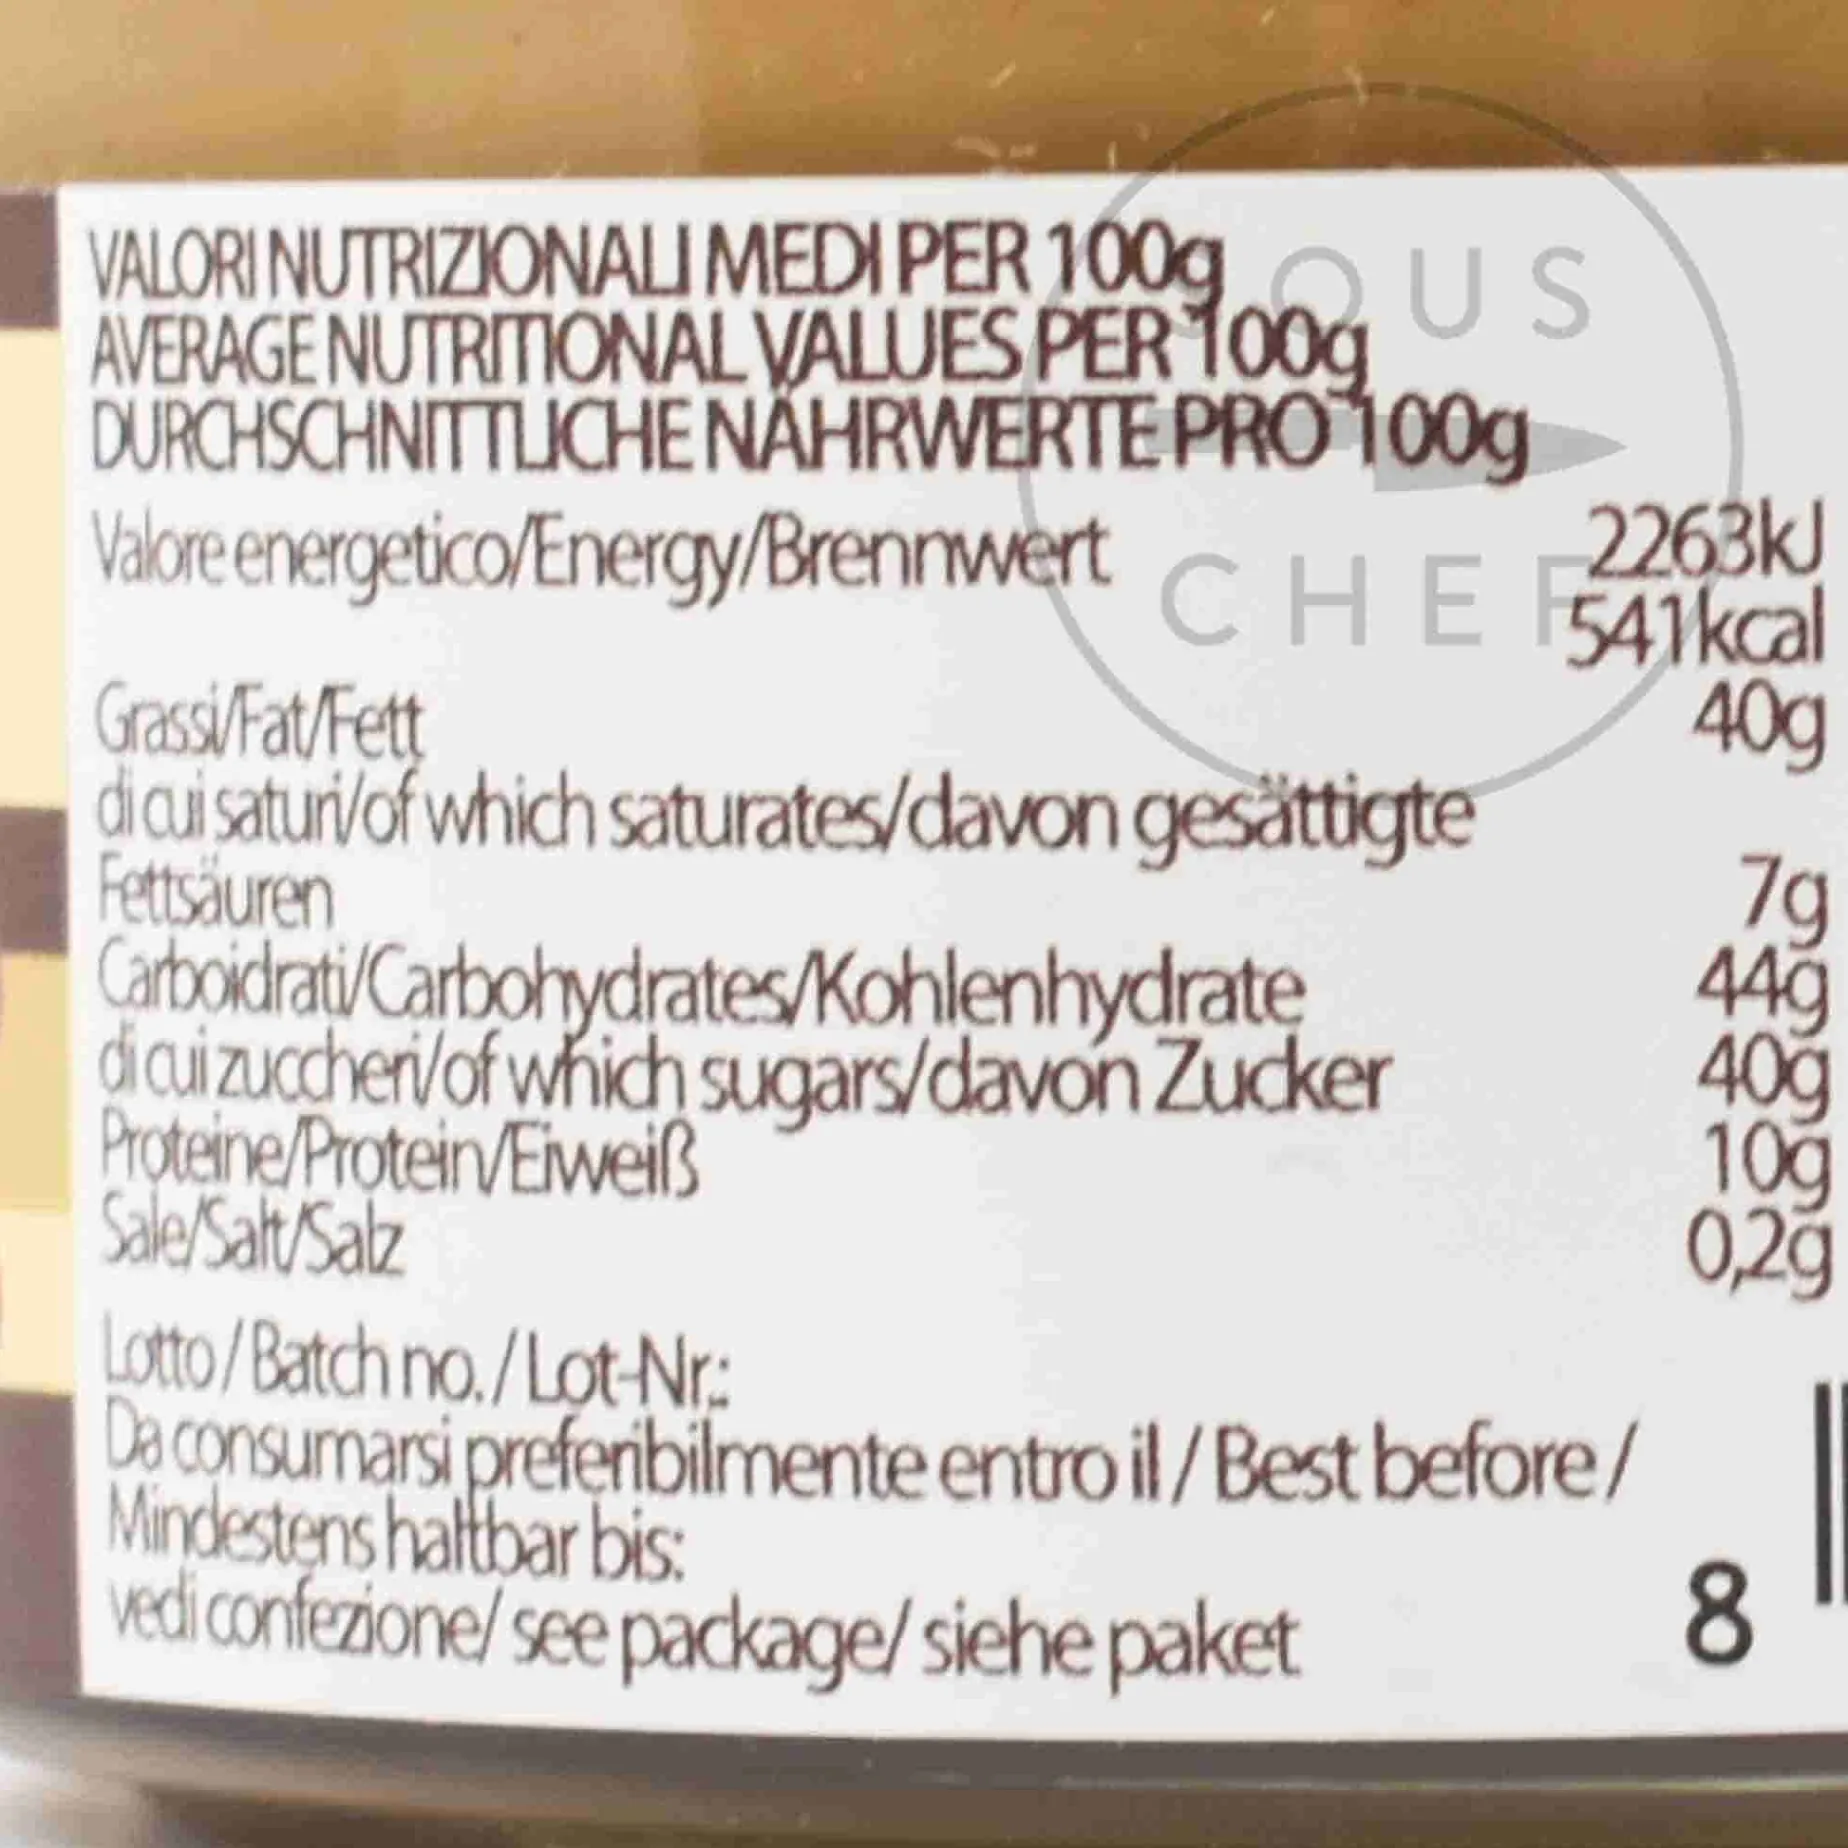 VALORI NUTRIZIONALI MEDI PER 100g
AVERAGE NUTRITIONAL VALUES PER 100g
DURCHSCHNITTLICHE NÄHRWERTE PRO 100g
Valore energetico/Energy/Brennwert 2263kJ
541kcal
Grassi/Fat/Fett 40g
di cui saturi/of which saturates/davon gesättigte
Fettsäuren 7g
Carboidrati/Carbohydrates/Kohlenhydrate 44g
di cui zuccheri/of which sugars/davon Zucker 40g
Proteine/Protein/Eiweiß 10g
Sale/Salt/Salz 0,2g
Lotto / Batch no. / Lot-Nr.:
Da consumarsi preferibilmente entro il / Best before /
Mindestens haltbar bis:
vedi confezione/ see package/ siehe paket
8
SOUS
CHEF